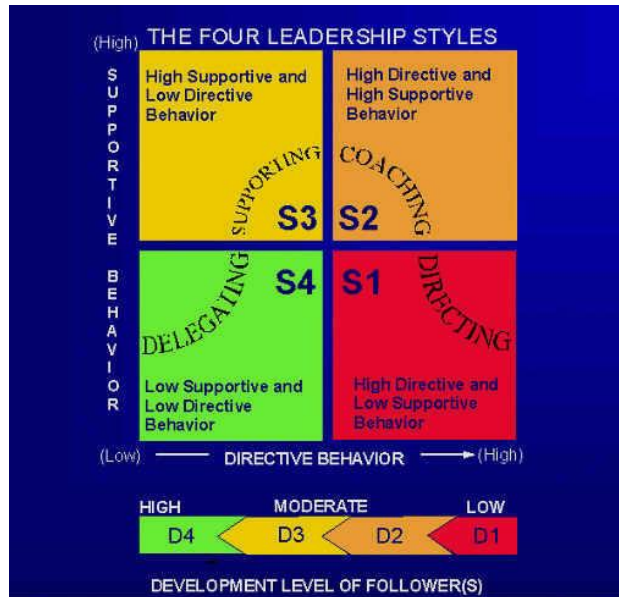 THE FOUR LEADERSHIP STYLES
(High)
SUPPORTIVE BEHAVIOR
High Supportive and
Low Directive
Behavior
SUPPORTING
S3
High Directive and
High Supportive
Behavior
COACHING
S2
DELEGATING
S4
Low Supportive and
Low Directive
Behavior
S1
DIRECTING
High Directive and
Low Supportive
Behavior
(Low) DIRECTIVE BEHAVIOR (High)
HIGH MODERATE LOW
D4 D3 D2 D1
DEVELOPMENT LEVEL OF FOLLOWER(S)